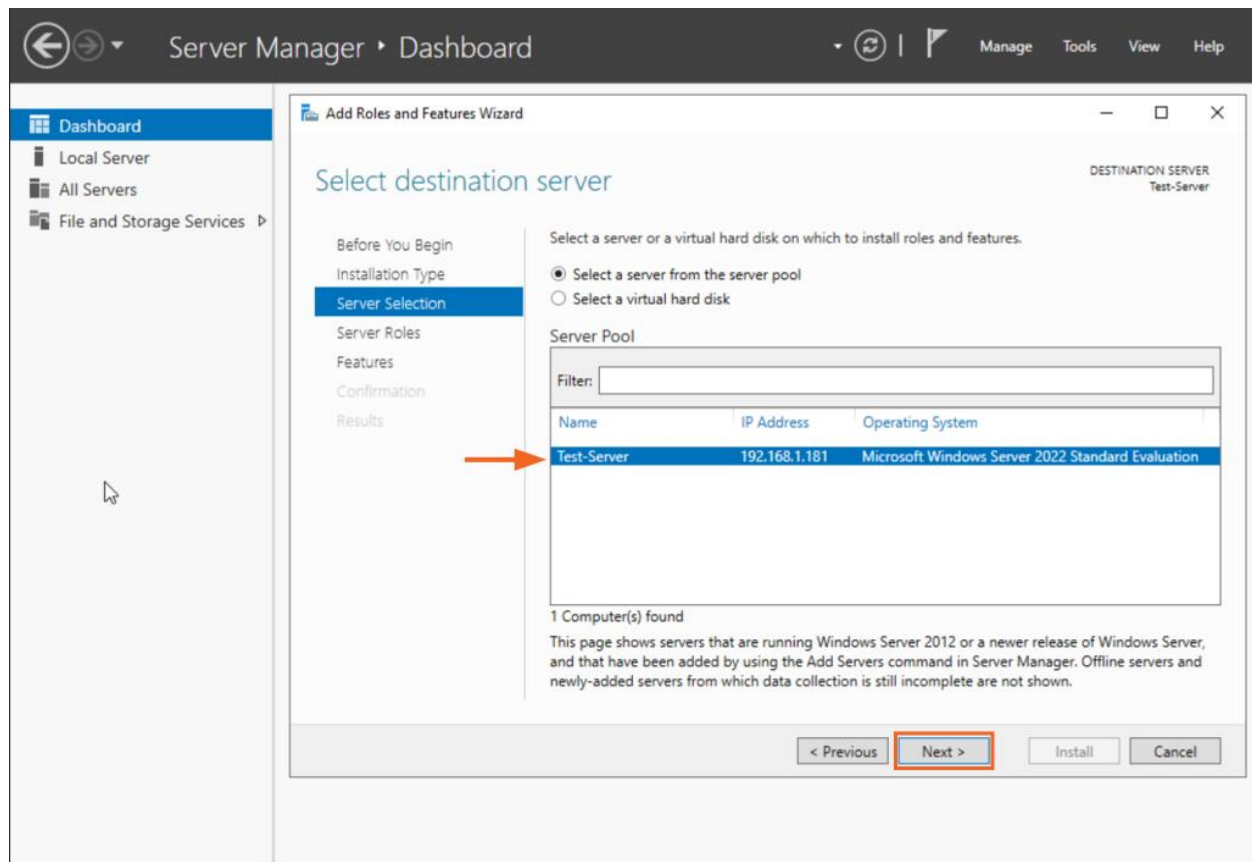 Server Manager ‣ Dashboard
Manage Tools View Help
Dashboard
Local Server
All Servers
File and Storage Services
Add Roles and Features Wizard
Select destination server
DESTINATION SERVER
Test-Server
Before You Begin
Installation Type
Server Selection
Server Roles
Features
Confirmation
Results
Select a server or a virtual hard disk on which to install roles and features.
Select a server from the server pool
Select a virtual hard disk
Server Pool
Filter:
Name IP Address Operating System
Test-Server 192.168.1.181 Microsoft Windows Server 2022 Standard Evaluation
1 Computer(s) found
This page shows servers that are running Windows Server 2012 or a newer release of Windows Server,
and that have been added by using the Add Servers command in Server Manager. Offline servers and
newly-added servers from which data collection is still incomplete are not shown.
< Previous Next > Install Cancel